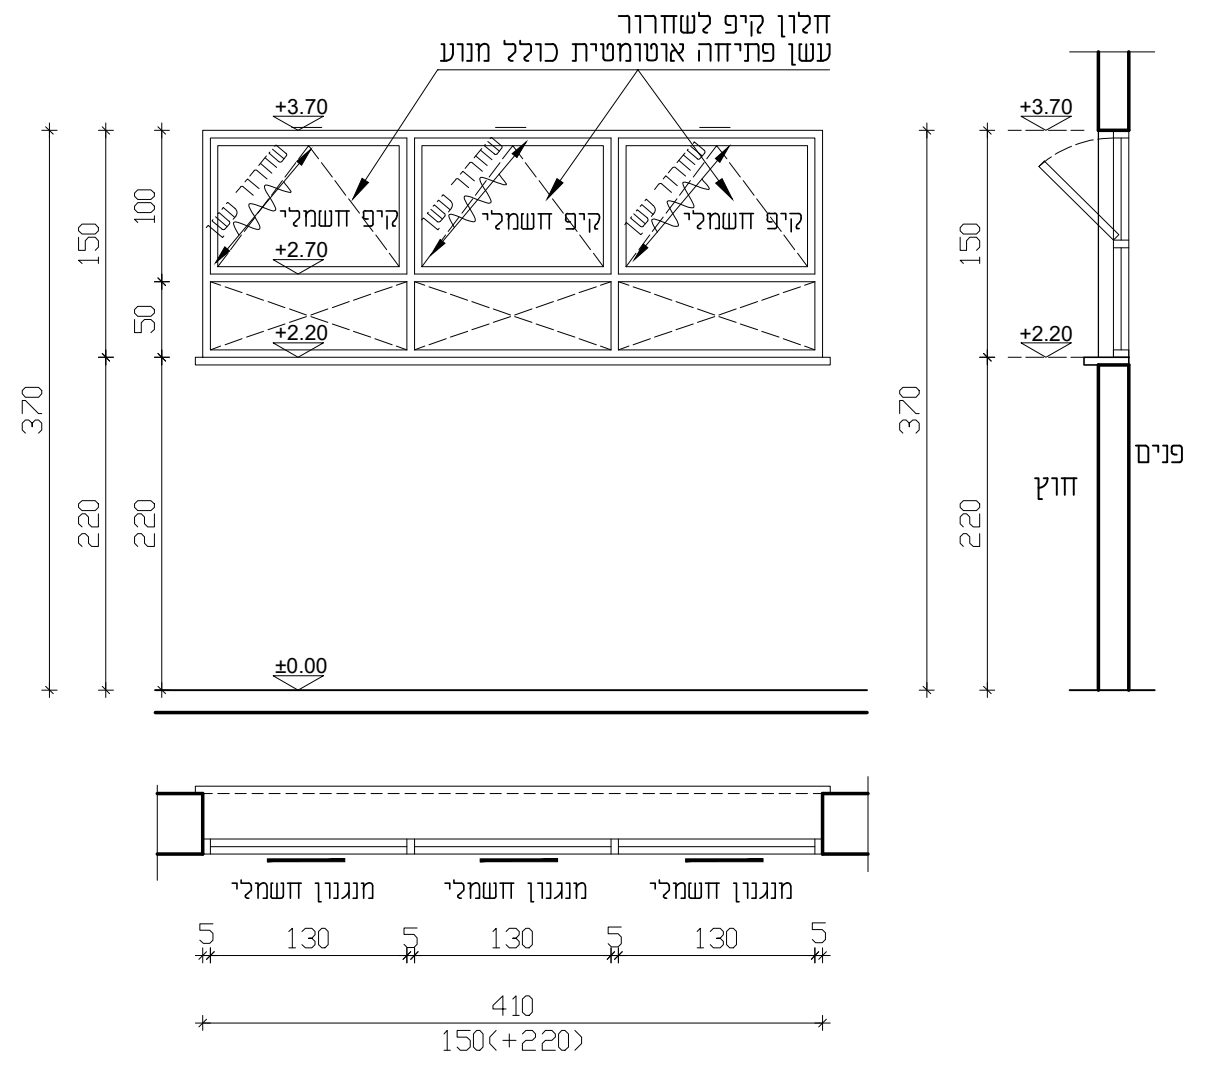 חלון קיפ לשחרור
עשן פתיחה אוטומטית כולל מנוע
+3.70
+3.70
שחרור עשן
שחרור עשן
שחרור עשן
קיפ חשמלי
קיפ חשמלי
קיפ חשמלי
100
150
150
+2.70
50
+2.20
+2.20
370
370
פנים
חוץ
220
220
220
±0.00
מנגנון חשמלי
מנגנון חשמלי
מנגנון חשמלי
5
130
5
130
5
130
5
410
150(+220)